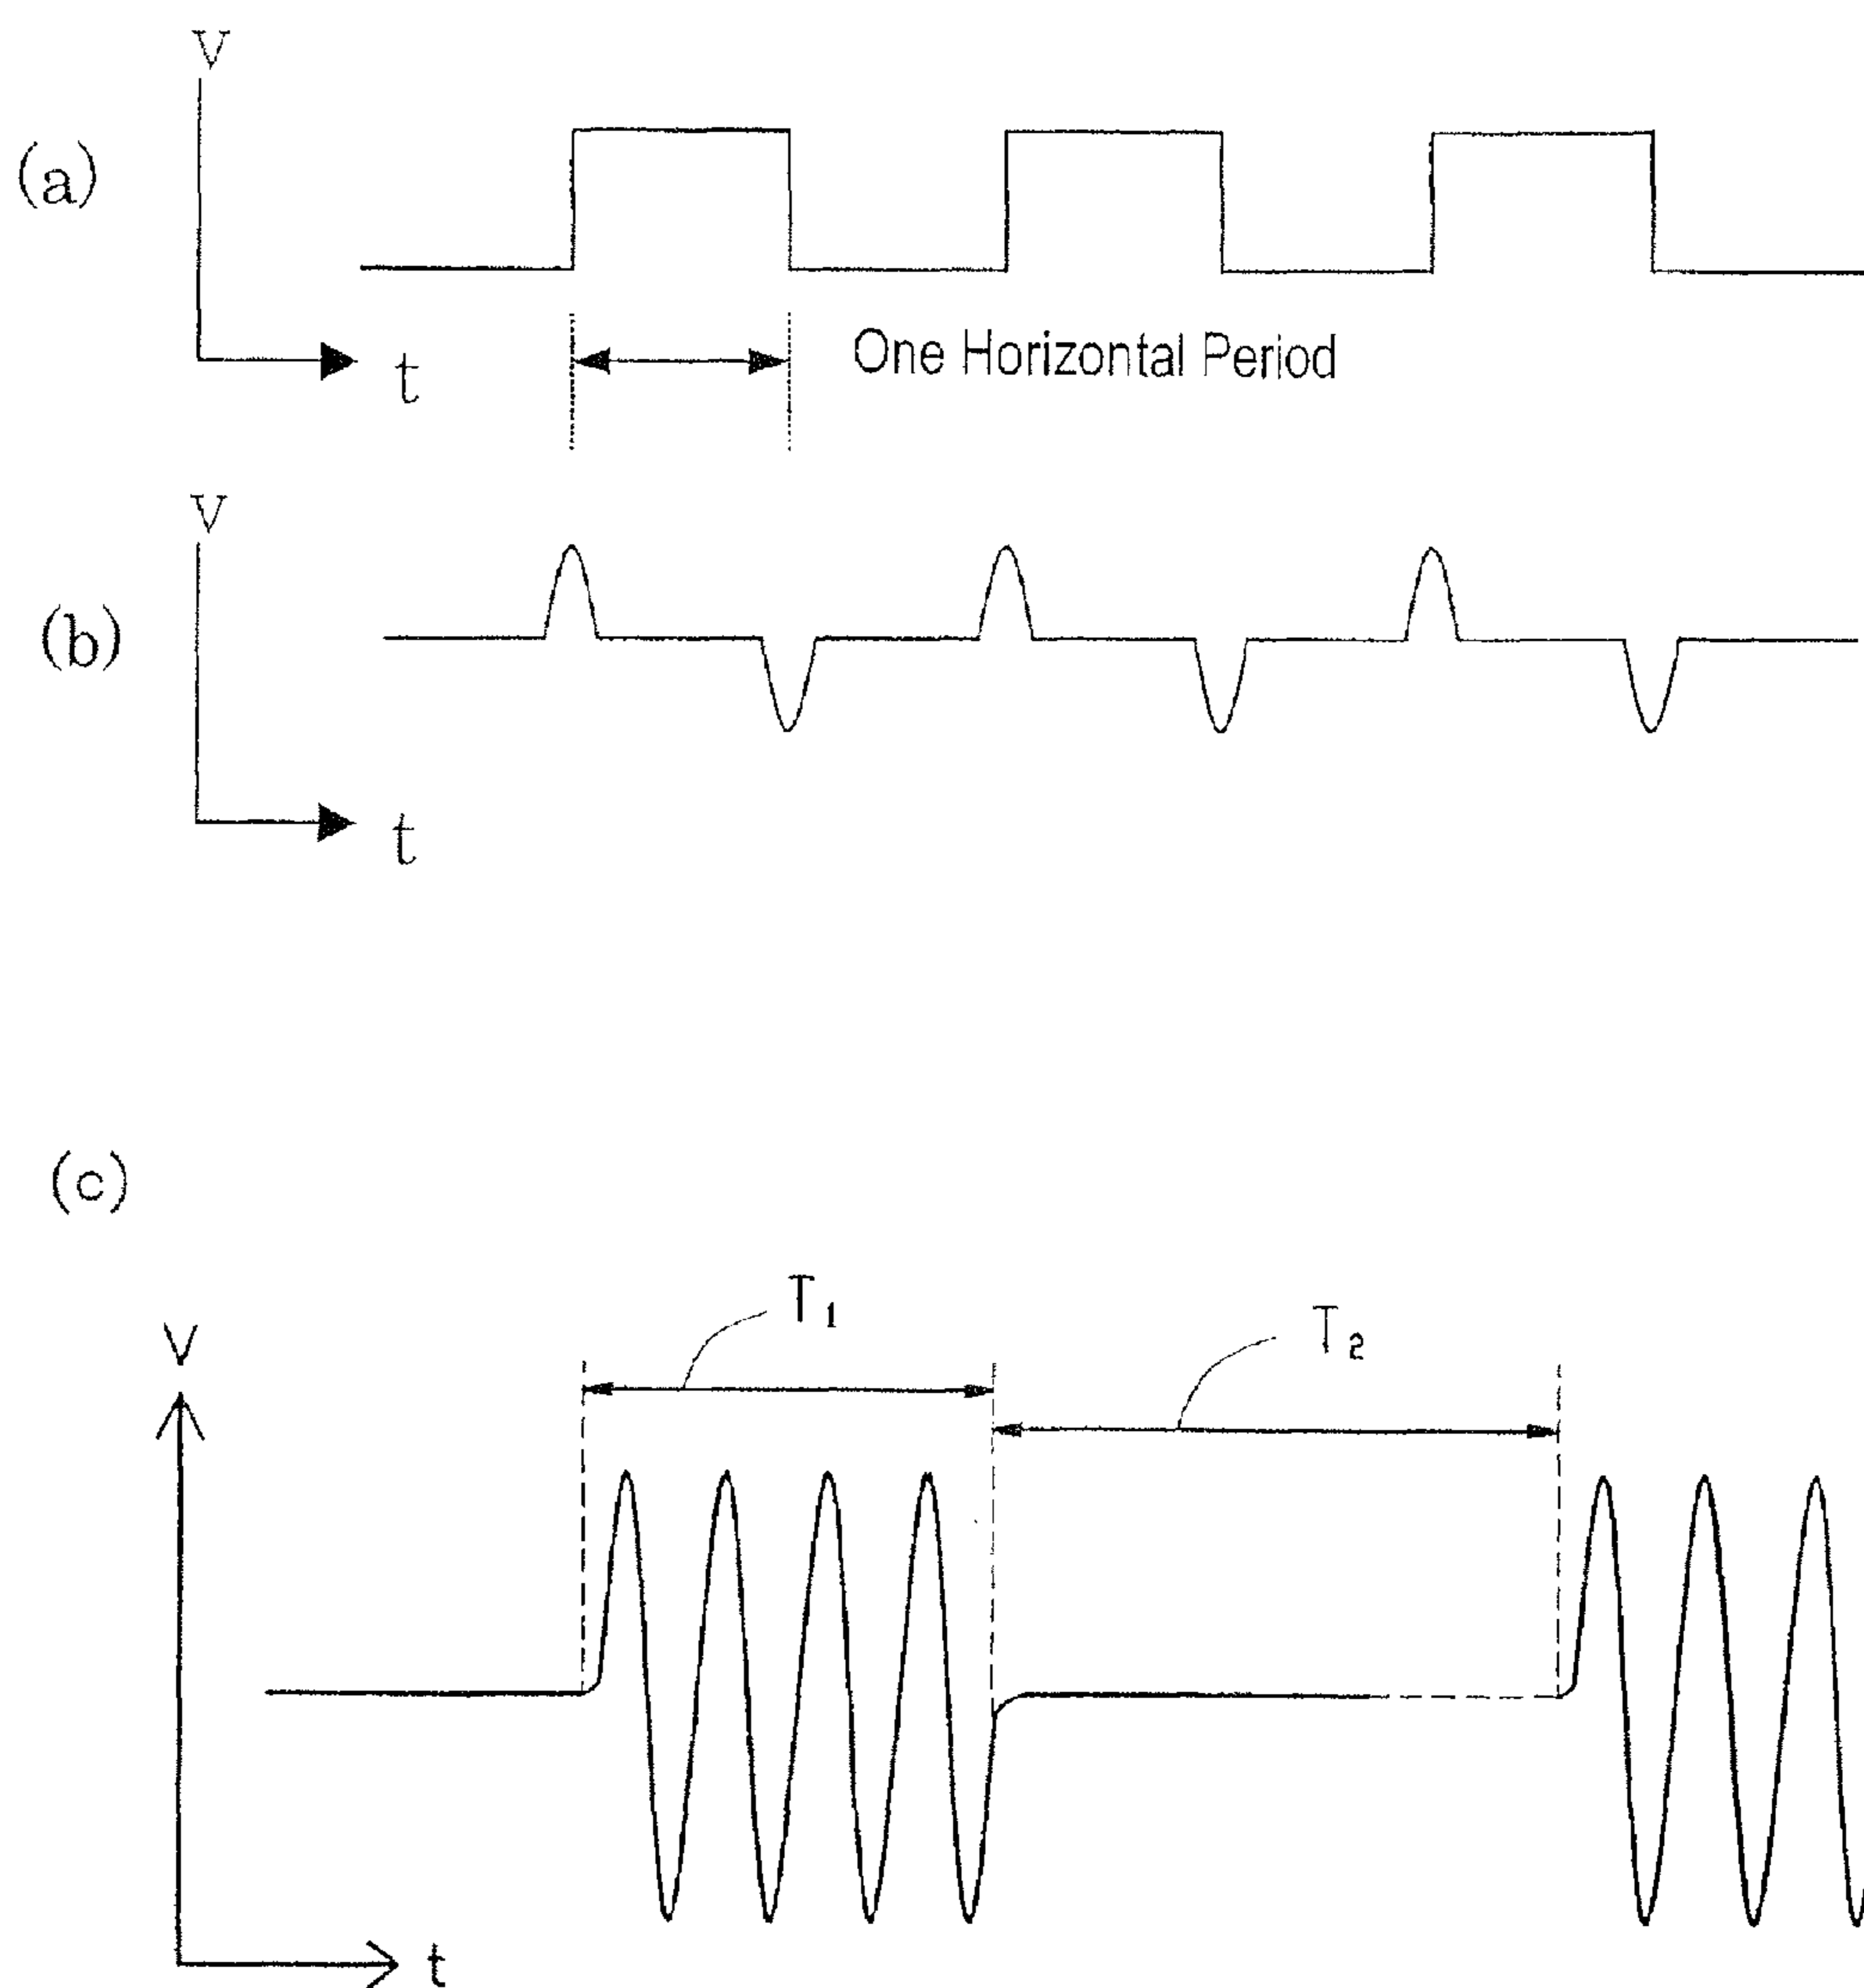 V
(a)
One Horizontal Period
t
V
(b)
t
(c)
T₁
T₂
V
t